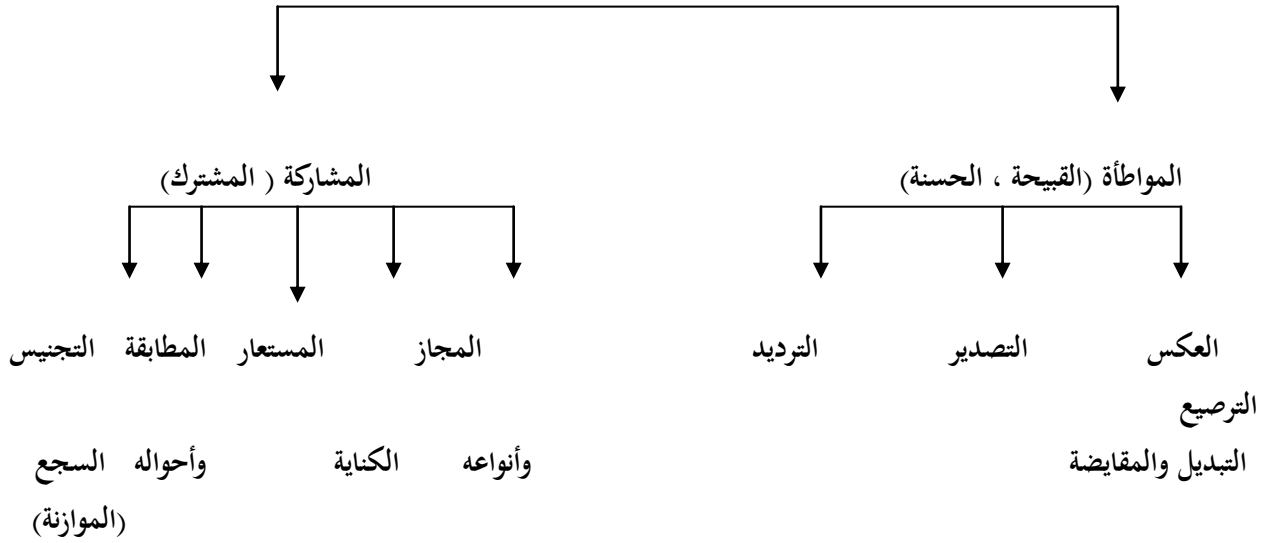 المواطأة (القبيحة ، الحسنة) المشاركة ( المشترك)
العكس التصدير الترديد المجاز المستعار المطابقة التجنيس
الترصيع
التبديل والمقايضة وأنواعه الكناية وأحواله السجع
(الموازنة)